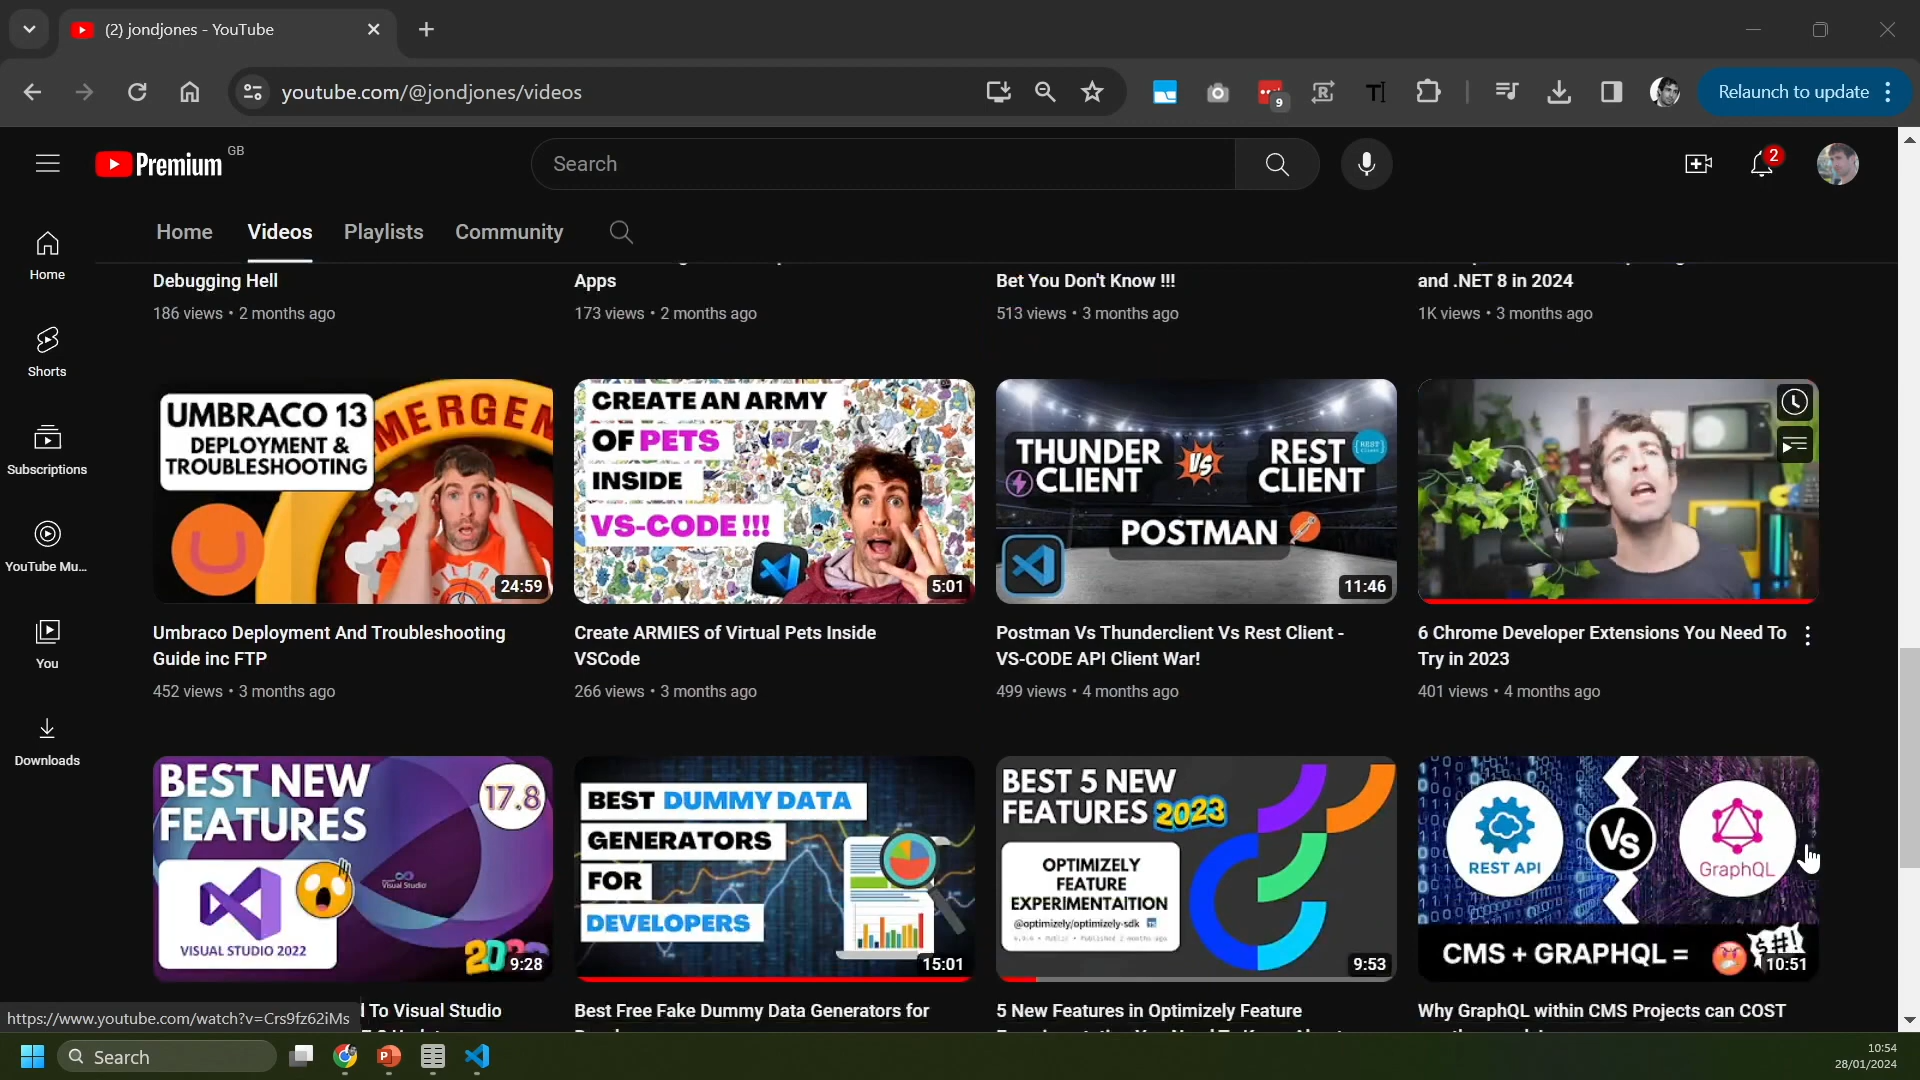 (2) jondjones - YouTube
youtube.com/@jondjones/videos
9
Relaunch to update
Premium GB
Search
2
Home
Videos
Playlists
Community
Home
Shorts
Subscriptions
YouTube Mu...
You
Downloads
Debugging Hell
186 views • 2 months ago
Apps
173 views • 2 months ago
Bet You Don't Know !!!
513 views • 3 months ago
and .NET 8 in 2024
1K views • 3 months ago
UMBRACO 13
DEPLOYMENT &
TROUBLESHOOTING
MERGEN
24:59
Umbraco Deployment And Troubleshooting
Guide inc FTP
452 views • 3 months ago
CREATE AN ARMY
OF PETS
INSIDE
VS-CODE !!!
5:01
Create ARMIES of Virtual Pets Inside
VSCode
266 views • 3 months ago
THUNDER
CLIENT
VS
REST
CLIENT
{REST}
Client
POSTMAN
11:46
Postman Vs Thunderclient Vs Rest Client -
VS-CODE API Client War!
499 views • 4 months ago
6 Chrome Developer Extensions You Need To
Try in 2023
401 views • 4 months ago
BEST NEW
FEATURES
17.8
Visual Studio
VISUAL STUDIO 2022
9:28
To Visual Studio
BEST DUMMY DATA
GENERATORS
FOR
DEVELOPERS
15:01
Best Free Fake Dummy Data Generators for
BEST 5 NEW
FEATURES 2023
OPTIMIZELY
FEATURE
EXPERIMENTAITION
@optimizely/optimizely-sdk
9:53
5 New Features in Optimizely Feature
REST API
VS
GraphQL
CMS + GRAPHQL =
$#!
10:51
Why GraphQL within CMS Projects can COST
https://www.youtube.com/watch?v=Crs9fz62iMs
Search
10:54
28/01/2024